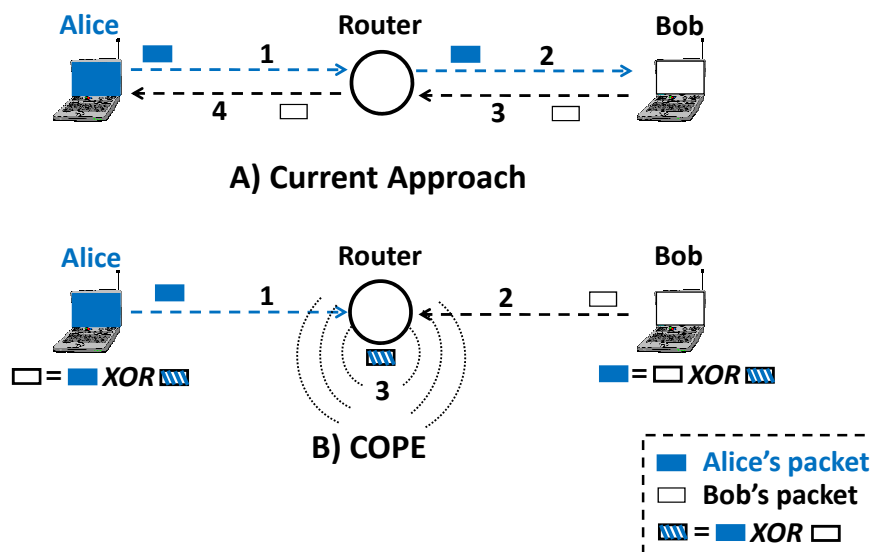 Alice Router Bob
1 2
4 3
A) Current Approach
Alice Router Bob
1 2
= XOR 3 = XOR
B) COPE
Alice's packet
Bob's packet
= XOR